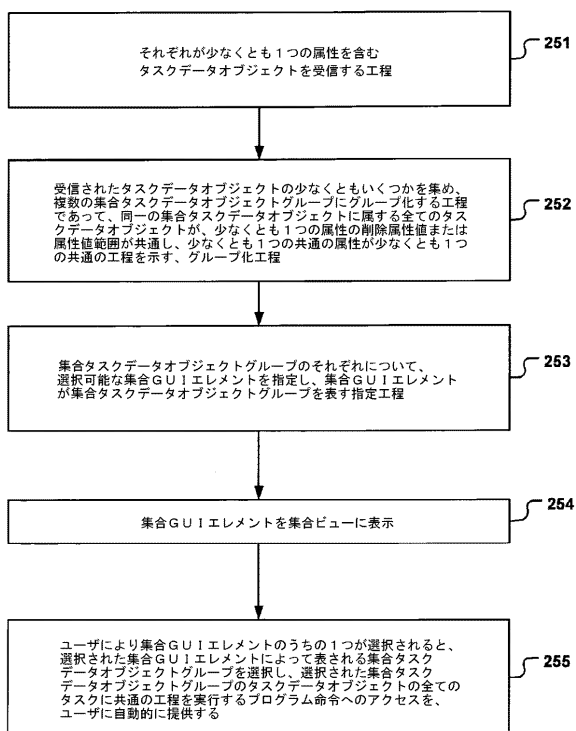 それぞれが少なくとも１つの属性を含む
タスクデータオブジェクトを受信する工程
251
受信されたタスクデータオブジェクトの少なくともいくつかを集め、
複数の集合タスクデータオブジェクトグループにグループ化する工程
であって、同一の集合タスクデータオブジェクトに属する全てのタス
クデータオブジェクトが、少なくとも１つの属性の削除属性値または
属性値範囲が共通し、少なくとも１つの共通の属性が少なくとも１つ
の共通の工程を示す、グループ化工程
252
集合タスクデータオブジェクトグループのそれぞれについて、
選択可能な集合ＧＵＩエレメントを指定し、集合ＧＵＩエレメント
が集合タスクデータオブジェクトグループを表す指定工程
253
集合ＧＵＩエレメントを集合ビューに表示
254
ユーザにより集合ＧＵＩエレメントのうちの１つが選択されると、
選択された集合ＧＵＩエレメントによって表される集合タスク
データオブジェクトグループを選択し、選択された集合タスク
データオブジェクトグループのタスクデータオブジェクトの全ての
タスクに共通の工程を実行するプログラム命令へのアクセスを、
ユーザに自動的に提供する
255